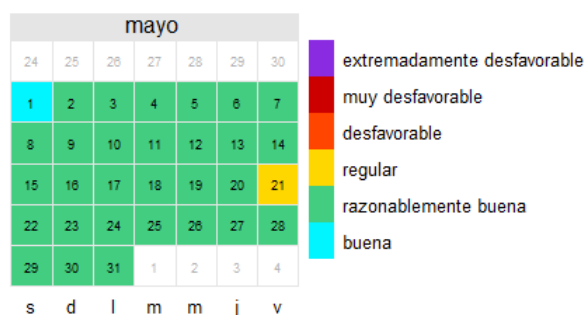 mayo
24 25 26 27 28 29 30
1 2 3 4 5 6 7
8 9 10 11 12 13 14
15 16 17 18 19 20 21
22 23 24 25 26 27 28
29 30 31 1 2 3 4
s d l m m j v
extremadamente desfavorable
muy desfavorable
desfavorable
regular
razonablemente buena
buena